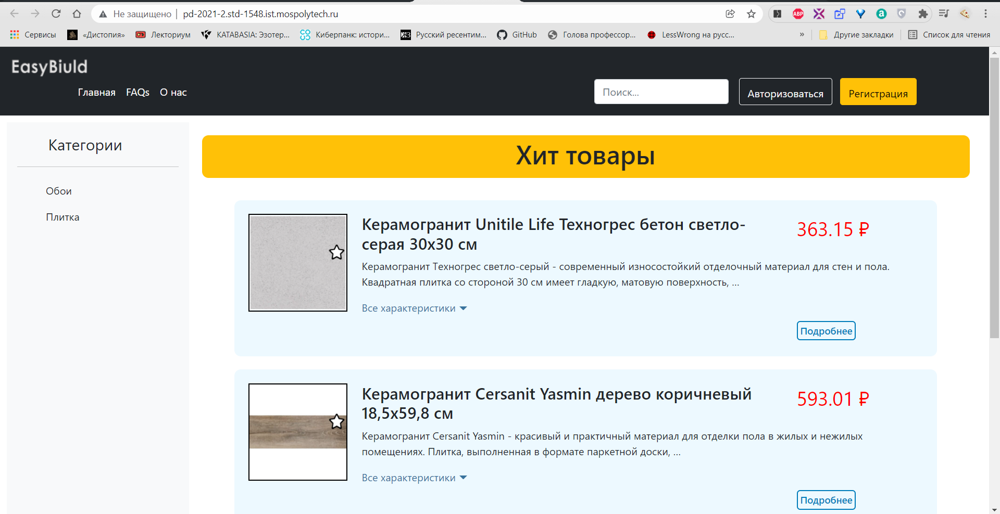 Не защищено | pd-2021-2.std-1548.ist.mospolytech.ru
ABP
a
Сервисы «Дистопия» Лекториум KATABASIA: Эзотер... Киберпанк: истори... Русский ресентим... GitHub Голова профессор... LessWrong на русс... » Другие закладки Список для чтения
EasyBiuld
Главная FAQs О нас
Поиск... Авторизоваться Регистрация
Категории
Обои
Плитка
Хит товары
Керамогранит Unitile Life Техногрес бетон светло-
серая 30х30 см
363.15 ₽
Керамогранит Техногрес светло-серый - современный износостойкий отделочный материал для стен и пола.
Квадратная плитка со стороной 30 см имеет гладкую, матовую поверхность, ...
Все характеристики
Подробнее
Керамогранит Cersanit Yasmin дерево коричневый
18,5х59,8 см
593.01 ₽
Керамогранит Cersanit Yasmin - красивый и практичный материал для отделки пола в жилых и нежилых
помещениях. Плитка, выполненная в формате паркетной доски, ...
Все характеристики
Подробнее